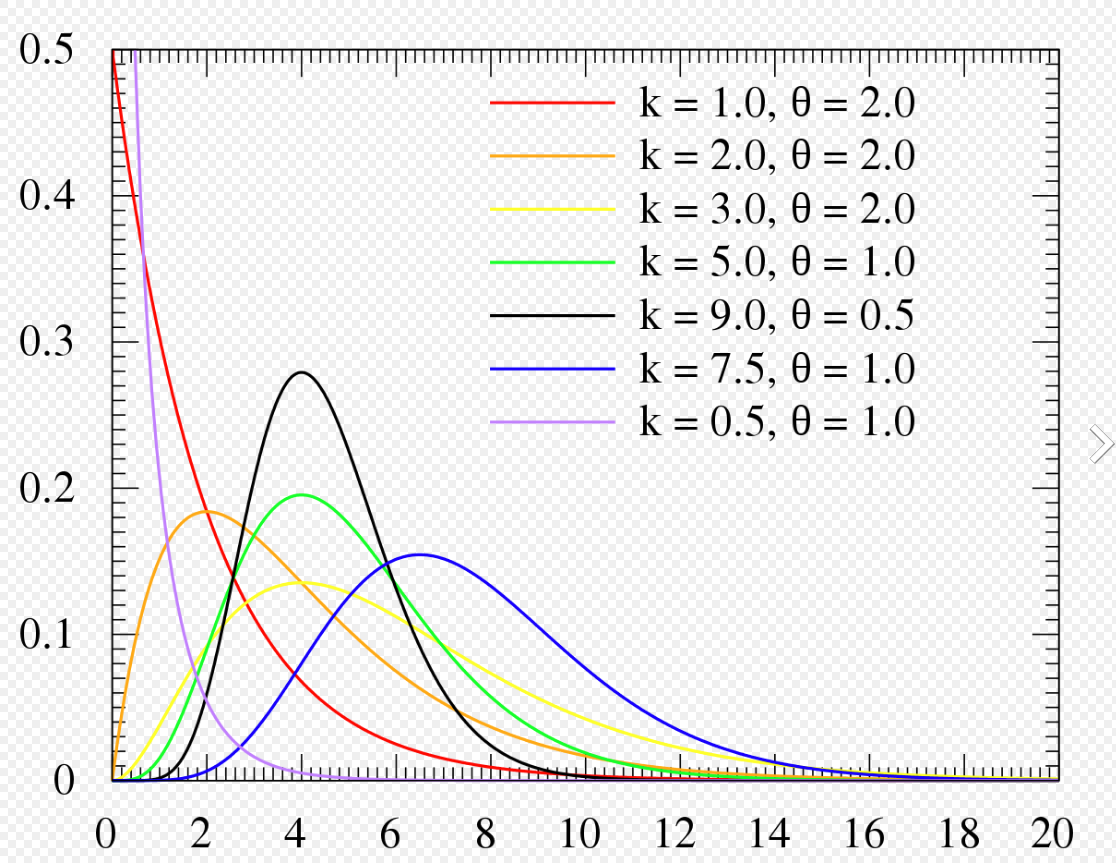 0.5
k = 1.0, θ = 2.0
k = 2.0, θ = 2.0
0.4
k = 3.0, θ = 2.0
k = 5.0, θ = 1.0
0.3
k = 9.0, θ = 0.5
k = 7.5, θ = 1.0
k = 0.5, θ = 1.0
0.2
0.1
0
0 2 4 6 8 10 12 14 16 18 20